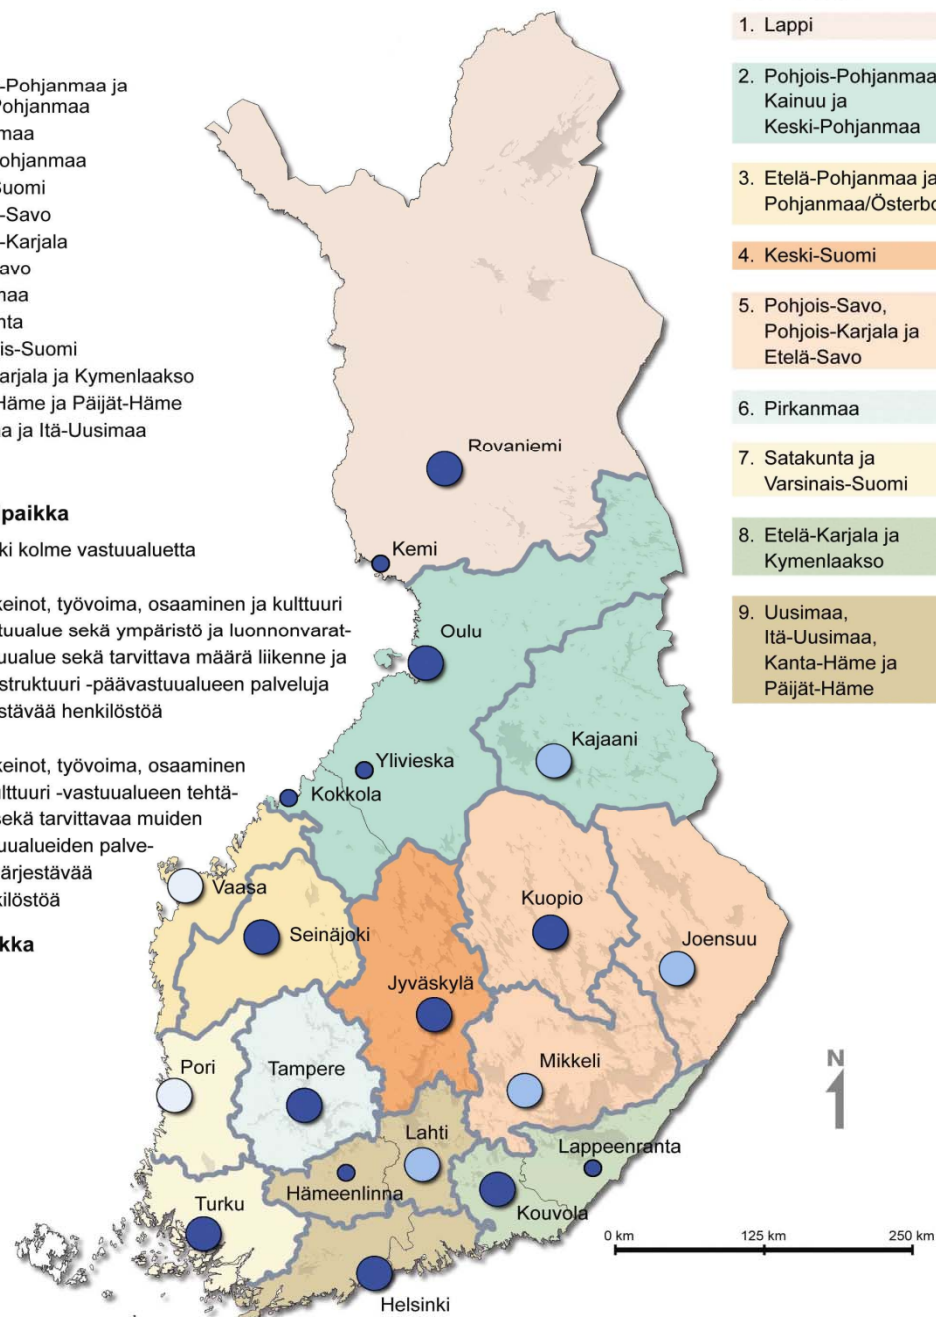 -Pohjanmaa ja
Pohjanmaa
maa
ohjanmaa
Suomi
-Savo
-Karjala
avo
maa
nta
is-Suomi
Karjala ja Kymenlaakso
Häme ja Päijät-Häme
a ja Itä-Uusimaa
paikka
ki kolme vastuualuetta
keinot, työvoima, osaaminen ja kulttuuri
tuualue sekä ympäristö ja luonnonvarat-
uualue sekä tarvittava määrä liikenne ja
struktuuri -päävastuualueen palveluja
estävää henkilöstöä
keinot, työvoima, osaaminen
ulttuuri -vastuualueen tehtä-
sekä tarvittavaa muiden
uualueiden palve-
järjestävää
kilöstöä
kka
Rovaniemi
Kemi
Oulu
Kajaani
Ylivieska
Kokkola
Vaasa
Seinäjoki
Kuopio
Joensuu
Jyväskylä
Mikkeli
Pori
Tampere
Lahti
Lappeenranta
Hämeenlinna
Kouvola
Turku
Helsinki
1. Lappi
2. Pohjois-Pohjanmaa
Kainuu ja
Keski-Pohjanmaa
3. Etelä-Pohjanmaa ja
Pohjanmaa/Österbo
4. Keski-Suomi
5. Pohjois-Savo,
Pohjois-Karjala ja
Etelä-Savo
6. Pirkanmaa
7. Satakunta ja
Varsinais-Suomi
8. Etelä-Karjala ja
Kymenlaakso
9. Uusimaa,
Itä-Uusimaa,
Kanta-Häme ja
Päijät-Häme
N
0 km 125 km 250 km